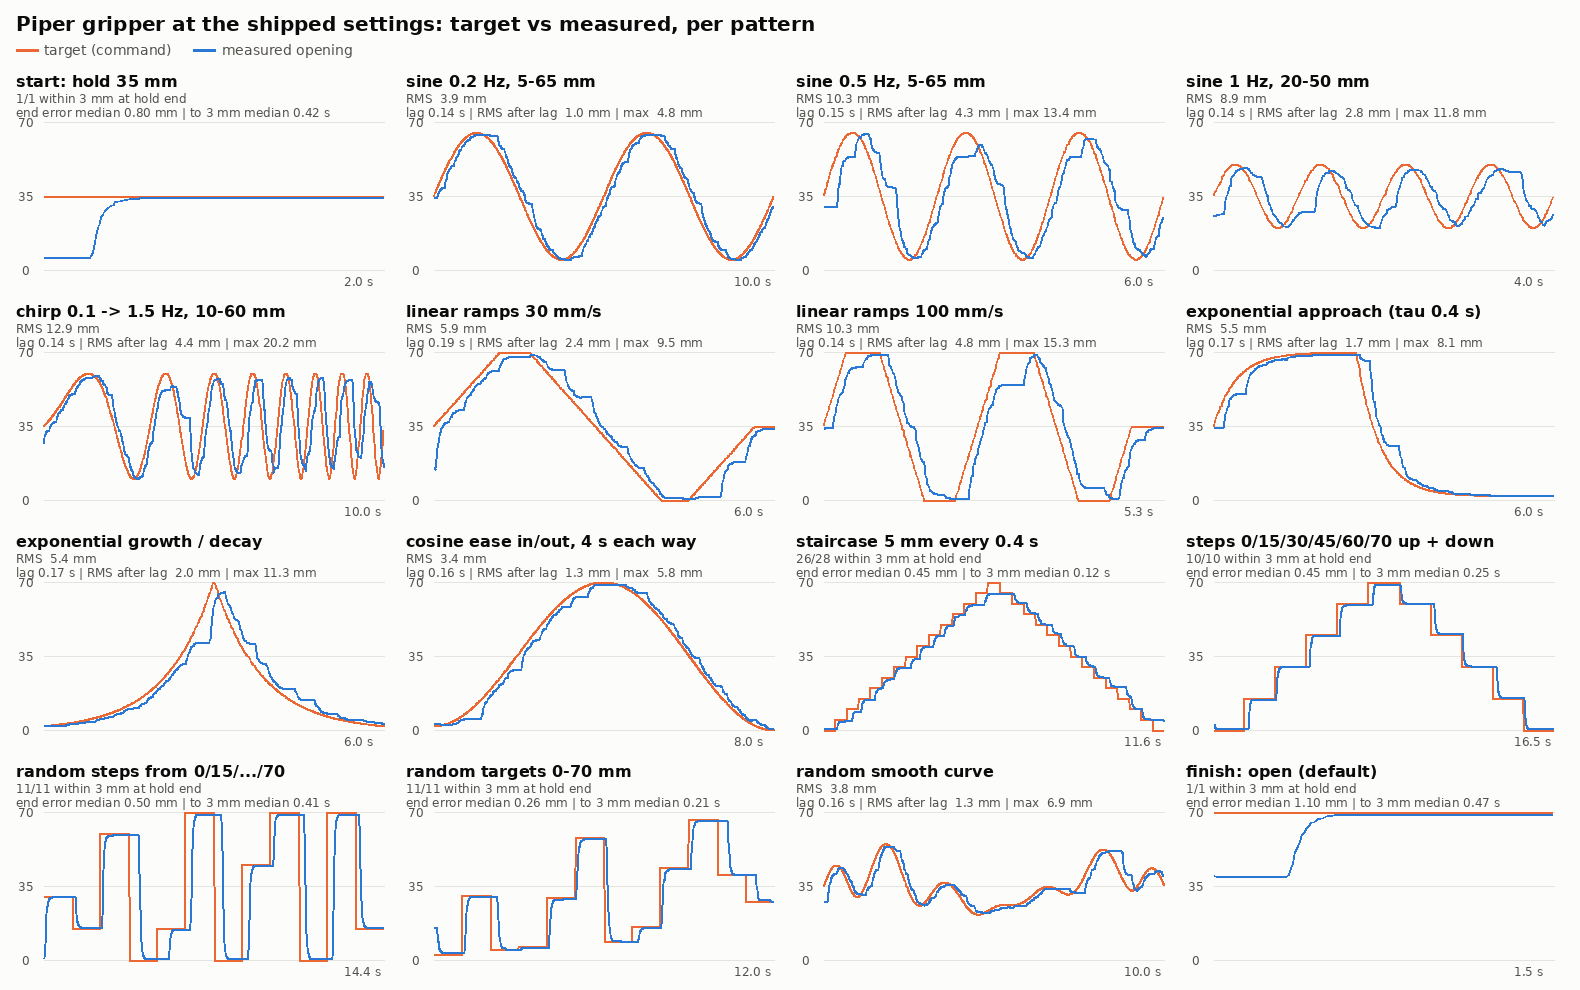 Piper gripper at the shipped settings: target vs measured, per pattern
target (command) measured opening
start: hold 35 mm
1/1 within 3 mm at hold end
end error median 0.80 mm | to 3 mm median 0.42 s
70
35
0
2.0 s
sine 0.2 Hz, 5-65 mm
RMS 3.9 mm
lag 0.14 s | RMS after lag 1.0 mm | max 4.8 mm
70
35
0
10.0 s
sine 0.5 Hz, 5-65 mm
RMS 10.3 mm
lag 0.15 s | RMS after lag 4.3 mm | max 13.4 mm
70
35
0
6.0 s
sine 1 Hz, 20-50 mm
RMS 8.9 mm
lag 0.14 s | RMS after lag 2.8 mm | max 11.8 mm
70
35
0
4.0 s
chirp 0.1 -> 1.5 Hz, 10-60 mm
RMS 12.9 mm
lag 0.14 s | RMS after lag 4.4 mm | max 20.2 mm
70
35
0
10.0 s
linear ramps 30 mm/s
RMS 5.9 mm
lag 0.19 s | RMS after lag 2.4 mm | max 9.5 mm
70
35
0
6.0 s
linear ramps 100 mm/s
RMS 10.3 mm
lag 0.14 s | RMS after lag 4.8 mm | max 15.3 mm
70
35
0
5.3 s
exponential approach (tau 0.4 s)
RMS 5.5 mm
lag 0.17 s | RMS after lag 1.7 mm | max 8.1 mm
70
35
0
6.0 s
exponential growth / decay
RMS 5.4 mm
lag 0.17 s | RMS after lag 2.0 mm | max 11.3 mm
70
35
0
6.0 s
cosine ease in/out, 4 s each way
RMS 3.4 mm
lag 0.16 s | RMS after lag 1.3 mm | max 5.8 mm
70
35
0
8.0 s
staircase 5 mm every 0.4 s
26/28 within 3 mm at hold end
end error median 0.45 mm | to 3 mm median 0.12 s
70
35
0
11.6 s
steps 0/15/30/45/60/70 up + down
10/10 within 3 mm at hold end
end error median 0.45 mm | to 3 mm median 0.25 s
70
35
0
16.5 s
random steps from 0/15/.../70
11/11 within 3 mm at hold end
end error median 0.50 mm | to 3 mm median 0.41 s
70
35
0
14.4 s
random targets 0-70 mm
11/11 within 3 mm at hold end
end error median 0.26 mm | to 3 mm median 0.21 s
70
35
0
12.0 s
random smooth curve
RMS 3.8 mm
lag 0.16 s | RMS after lag 1.3 mm | max 6.9 mm
70
35
0
10.0 s
finish: open (default)
1/1 within 3 mm at hold end
end error median 1.10 mm | to 3 mm median 0.47 s
70
35
0
1.5 s